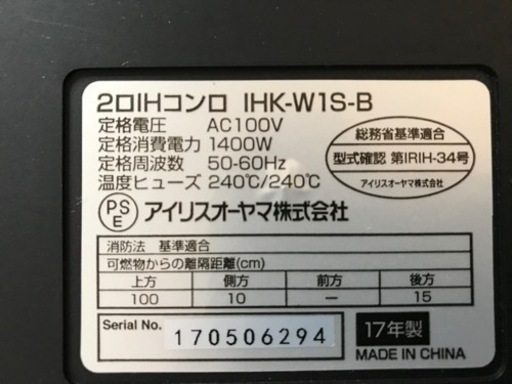 2口IHコンロ IHK-W1S-B
定格電圧 AC100V
定格消費電力 1400W
定格周波数 50-60Hz
温度ヒューズ 240℃/240℃
総務省基準適合
型式確認 第IRIH-34号
アイリスオーヤマ株式会社
PSE アイリスオーヤマ株式会社
消防法 基準適合
可燃物からの離隔距離(cm)
上方 側方 前方 後方
100 10 — 15
Serial No. 170506294
17年製
MADE IN CHINA